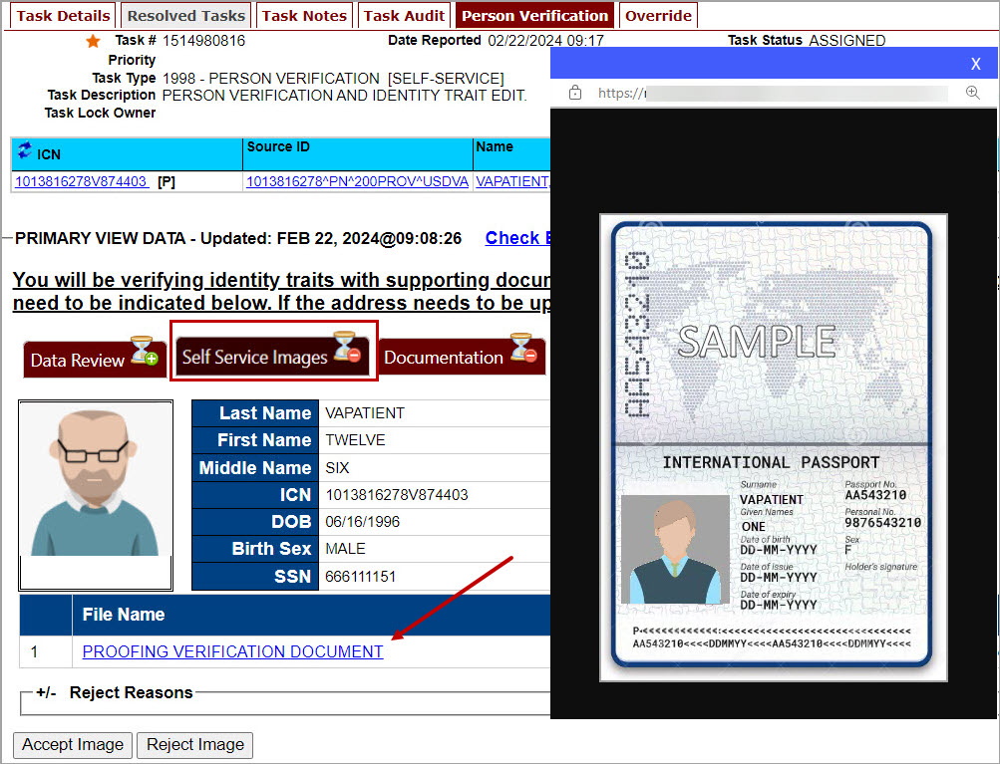 Task Details Resolved Tasks Task Notes Task Audit Person Verification Override
Task # 1514980816 Date Reported 02/22/2024 09:17 Task Status ASSIGNED
Priority
Task Type 1998 - PERSON VERIFICATION [SELF-SERVICE]
Task Description PERSON VERIFICATION AND IDENTITY TRAIT EDIT.
Task Lock Owner
ICN Source ID Name
1013816278V874403 [P] 1013816278^PN^200PROV^USDVA VAPATIENT,
PRIMARY VIEW DATA - Updated: FEB 22, 2024@09:08:26 Check
You will be verifying identity traits with supporting docu
need to be indicated below. If the address needs to be up
Data Review Self Service Images Documentation
Last Name VAPATIENT
First Name TWELVE
Middle Name SIX
ICN 1013816278V874403
DOB 06/16/1996
Birth Sex MALE
SSN 666111151
File Name
1 PROOFING VERIFICATION DOCUMENT
+/- Reject Reasons
Accept Image Reject Image
X
https://
SAMPLE
INTERNATIONAL PASSPORT
Surname
VAPATIENT
Given Names
ONE
Date of birth
DD-MM-YYYY
Date of issue
DD-MM-YYYY
Date of expiry
DD-MM-YYYY
Passport No.
AA543210
Personal No.
9876543210
Sex
F
Holder's signature
AA543210<<<<DDMMYY<<<<AA543210<<<<DDMMYY<<<<